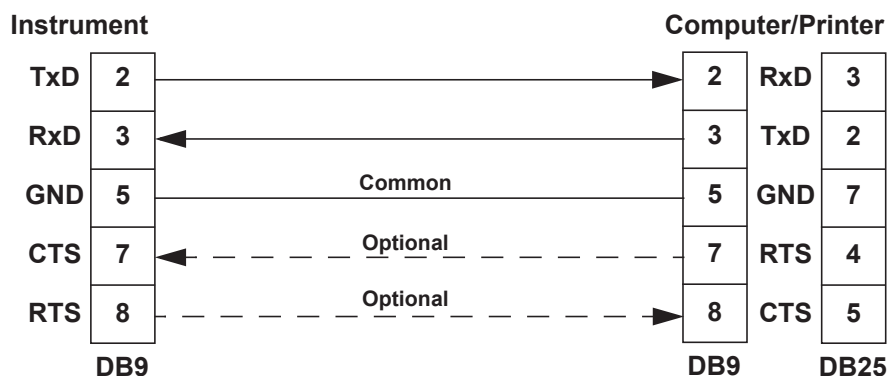 Instrument Computer/Printer
TxD 2 2 RxD 3
RxD 3 3 TxD 2
GND 5 Common 5 GND 7
CTS 7 Optional 7 RTS 4
RTS 8 Optional 8 CTS 5
DB9 DB9 DB25